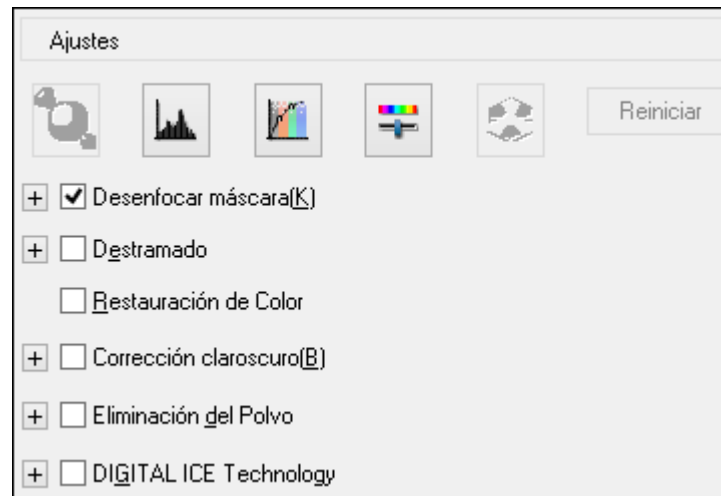 Ajustes
Reiniciar
Desenfocar máscara(K)
Destramado
Restauración de Color
Corrección claroscuro(B)
Eliminación del Polvo
DIGITAL ICE Technology